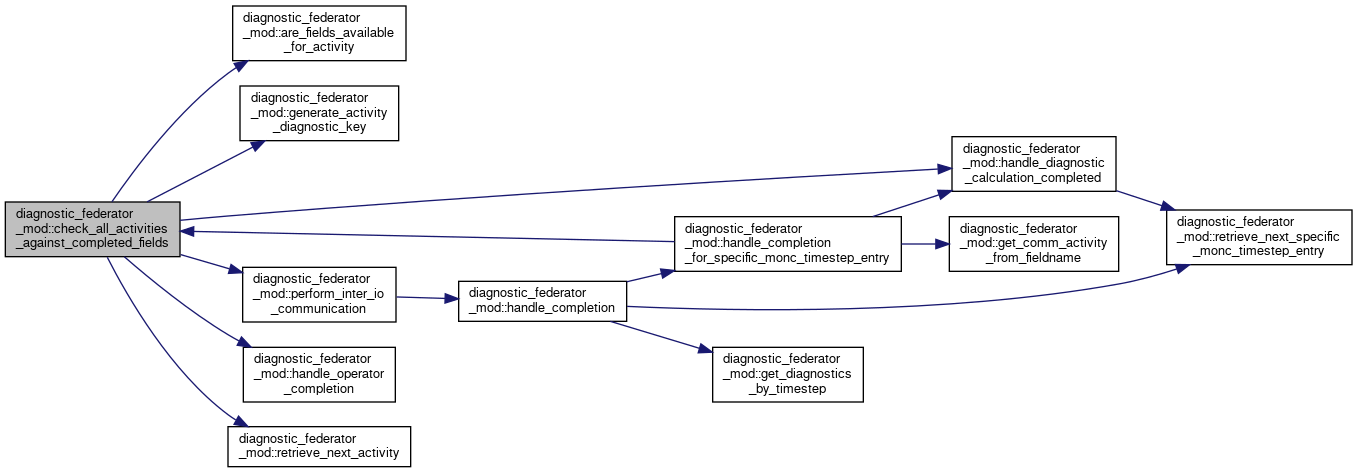 diagnostic_federator
_mod::are_fields_available
_for_activity
diagnostic_federator
_mod::generate_activity
_diagnostic_key
diagnostic_federator
_mod::handle_diagnostic
_calculation_completed
diagnostic_federator
_mod::check_all_activities
_against_completed_fields
diagnostic_federator
_mod::handle_completion
_for_specific_monc_timestep_entry
diagnostic_federator
_mod::get_comm_activity
_from_fieldname
diagnostic_federator
_mod::retrieve_next_specific
_monc_timestep_entry
diagnostic_federator
_mod::perform_inter_io
_communication
diagnostic_federator
_mod::handle_completion
diagnostic_federator
_mod::handle_operator
_completion
diagnostic_federator
_mod::get_diagnostics
_by_timestep
diagnostic_federator
_mod::retrieve_next_activity